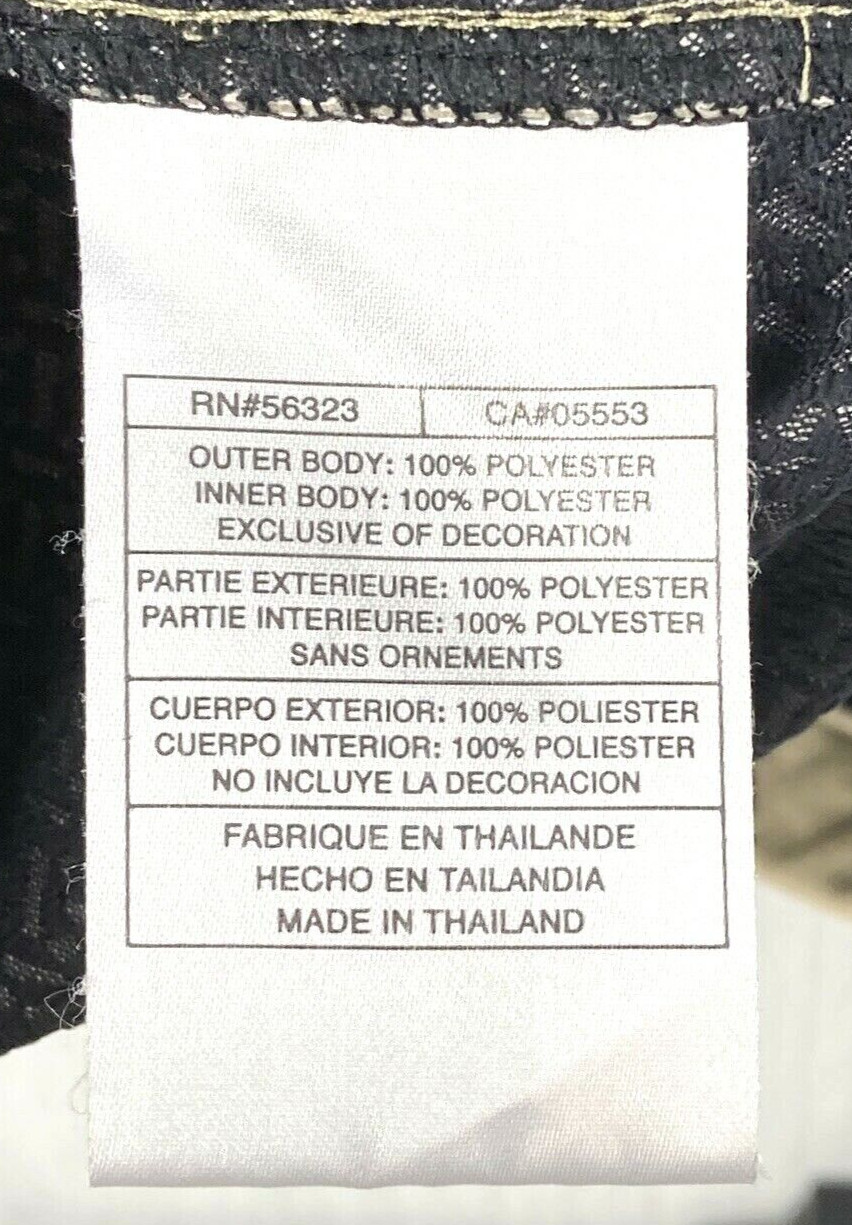 RN#56323 CA#05553
OUTER BODY: 100% POLYESTER
INNER BODY: 100% POLYESTER
EXCLUSIVE OF DECORATION
PARTIE EXTERIEURE: 100% POLYESTER
PARTIE INTERIEURE: 100% POLYESTER
SANS ORNEMENTS
CUERPO EXTERIOR: 100% POLIESTER
CUERPO INTERIOR: 100% POLIESTER
NO INCLUYE LA DECORACION
FABRIQUE EN THAILANDE
HECHO EN TAILANDIA
MADE IN THAILAND